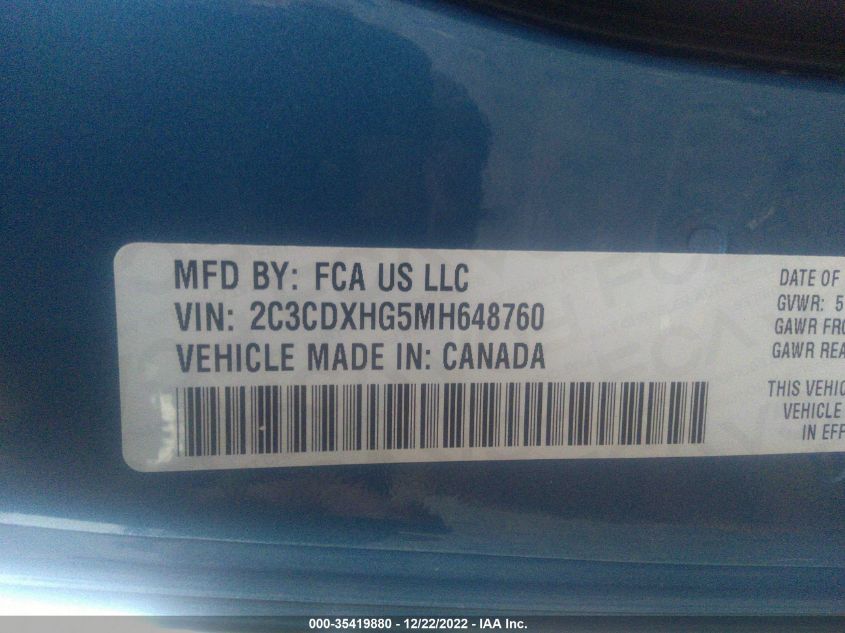 MFD BY: FCA US LLC
VIN: 2C3CDXHG5MH648760
VEHICLE MADE IN: CANADA
DATE OF
GVWR: 5
GAWR FRO
GAWR REA
THIS VEHIC
VEHICLE
IN EFF
000-35419880 - 12/22/2022 - IAA Inc.